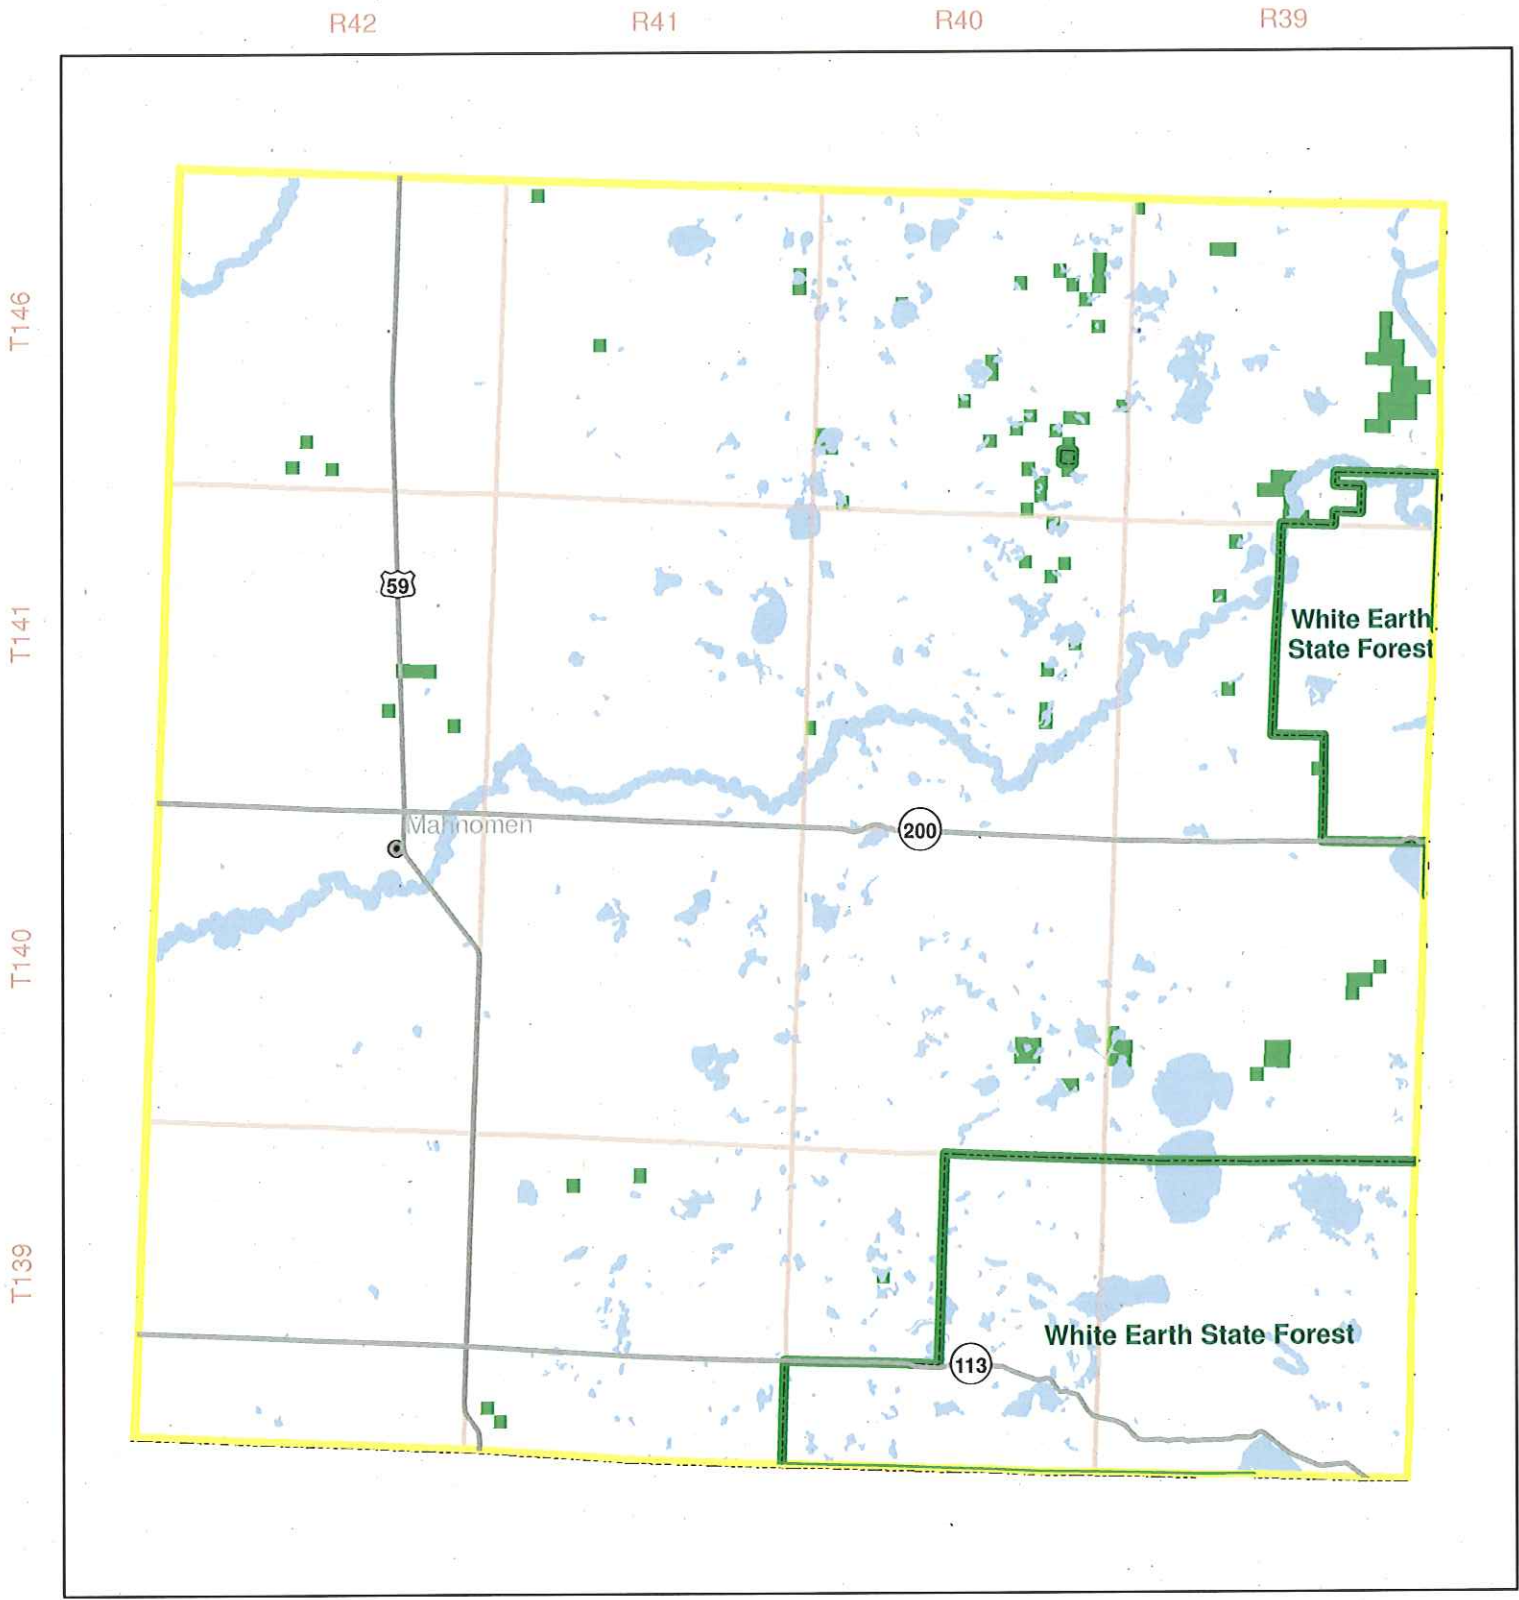 R42 R41 R40 R39
T146
T141
T140
T139
59
White Earth
State Forest
Mahnomen
200
White Earth State Forest
113